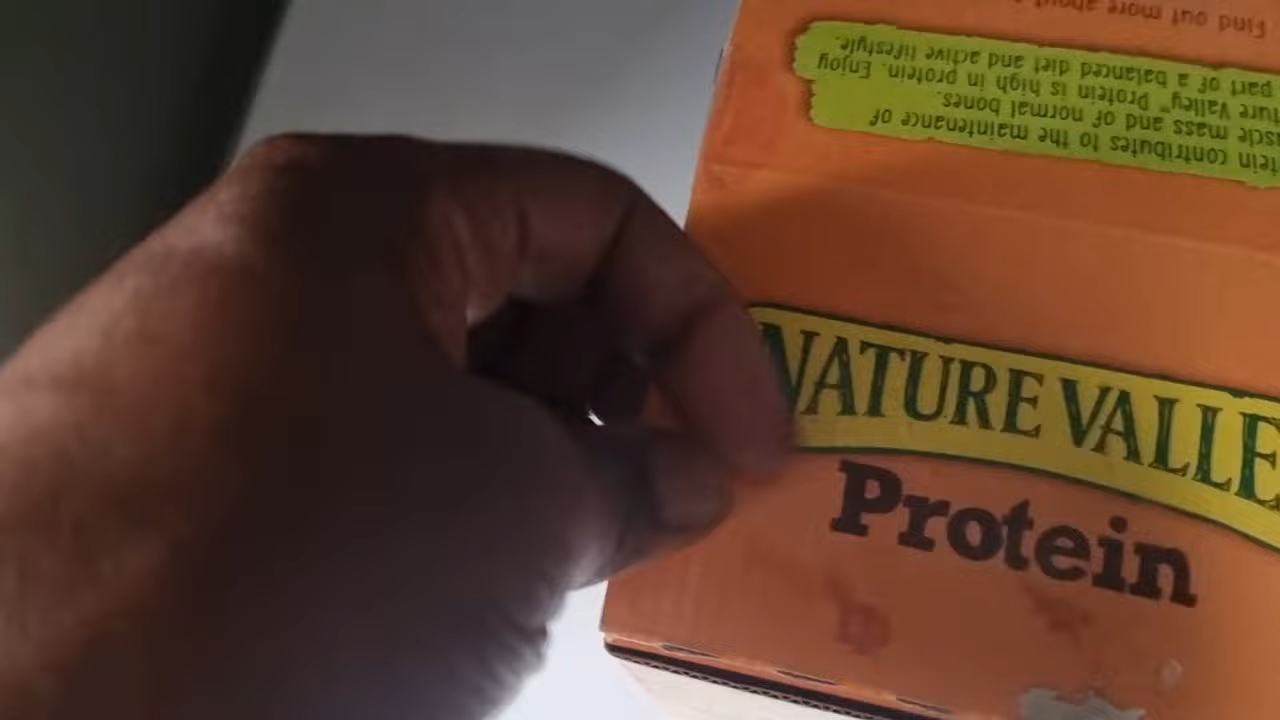 NATURE VALLE
Protein
tein contributes to the maintenance of
scle mass and of normal bones.
ture Valley™ Protein is high in protein. Enjoy
part of a balanced diet and active lifestyle.
Find out more about